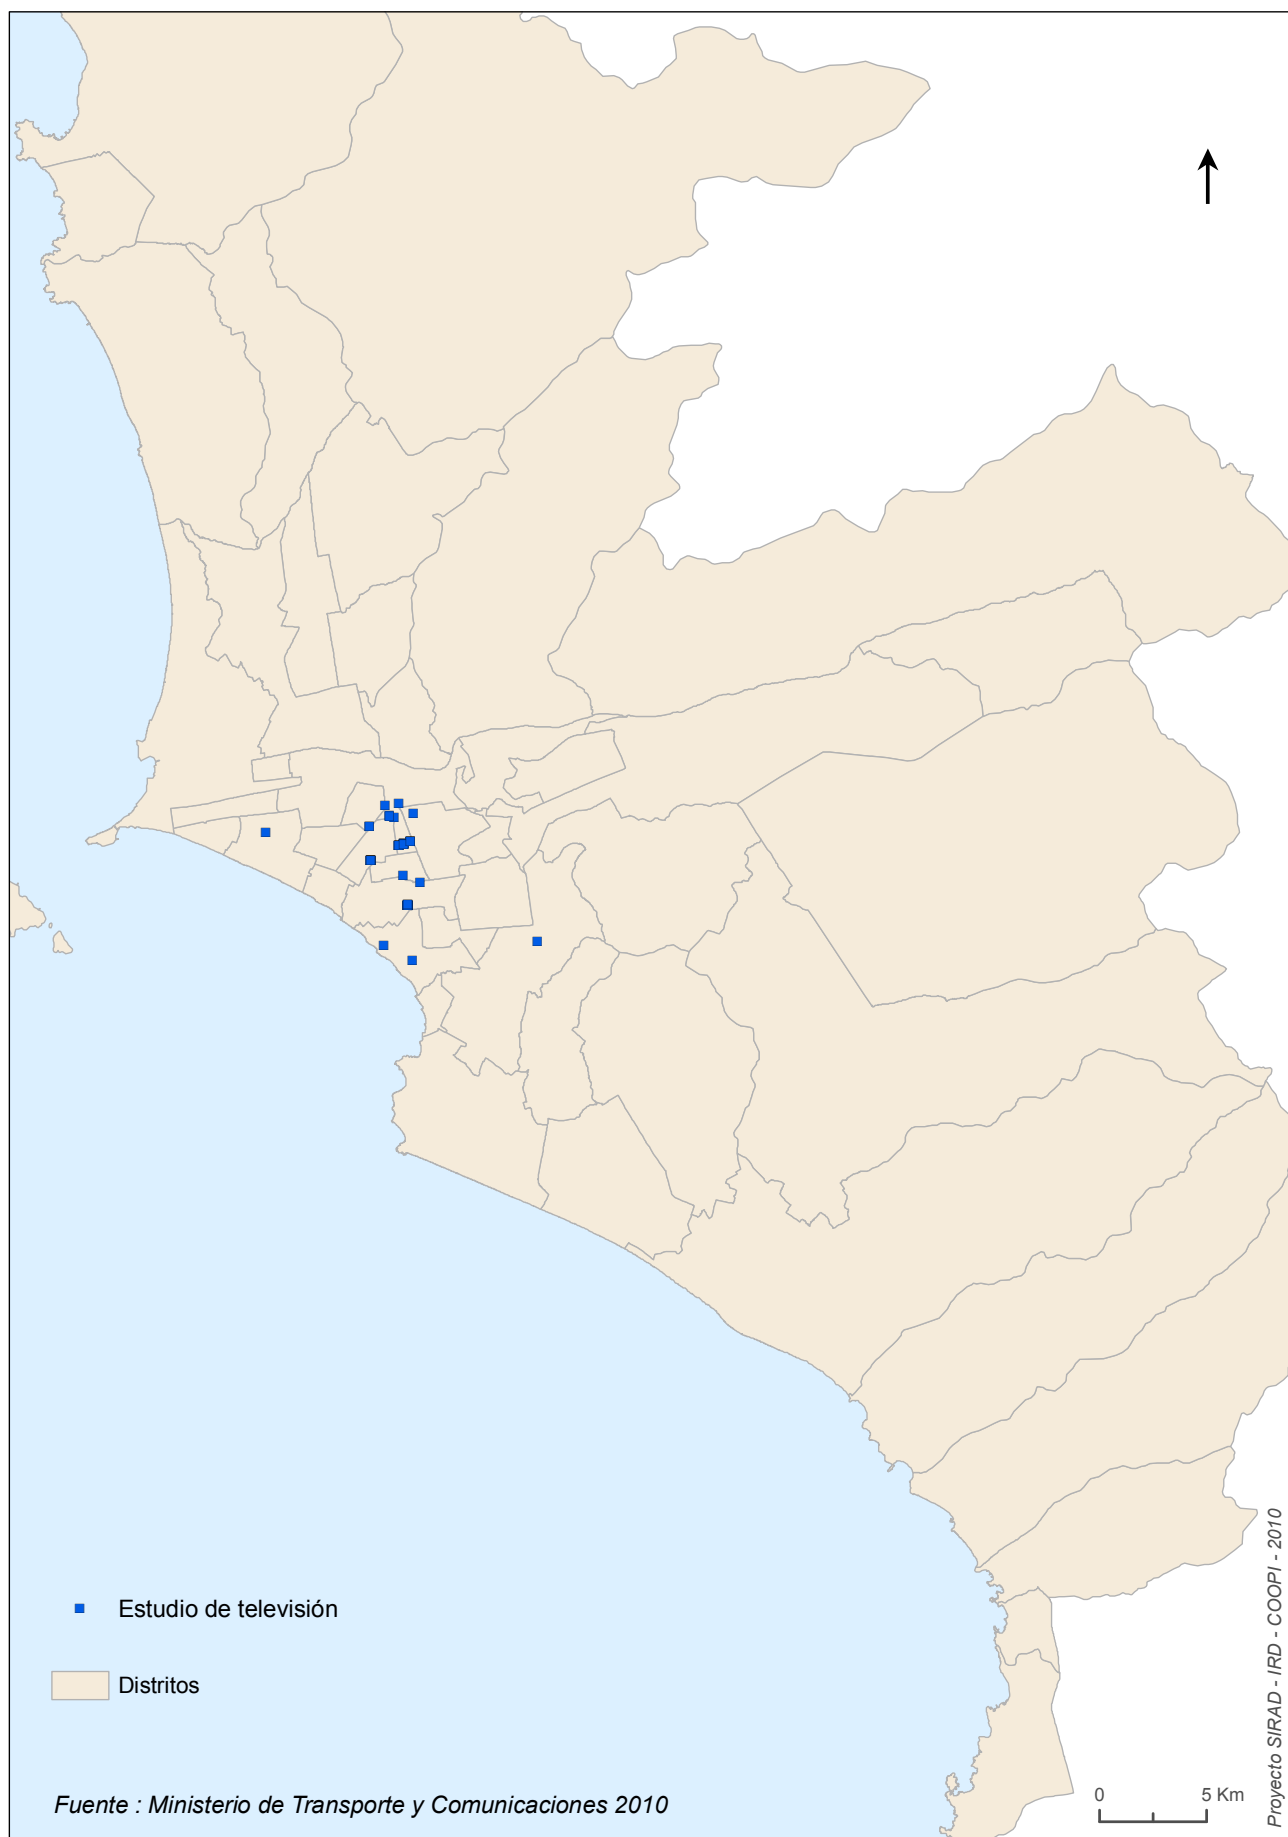 Estudio de televisión
Distritos
Fuente : Ministerio de Transporte y Comunicaciones 2010
0 5 Km
Proyecto SIRAD - IRD - COOPI - 2010